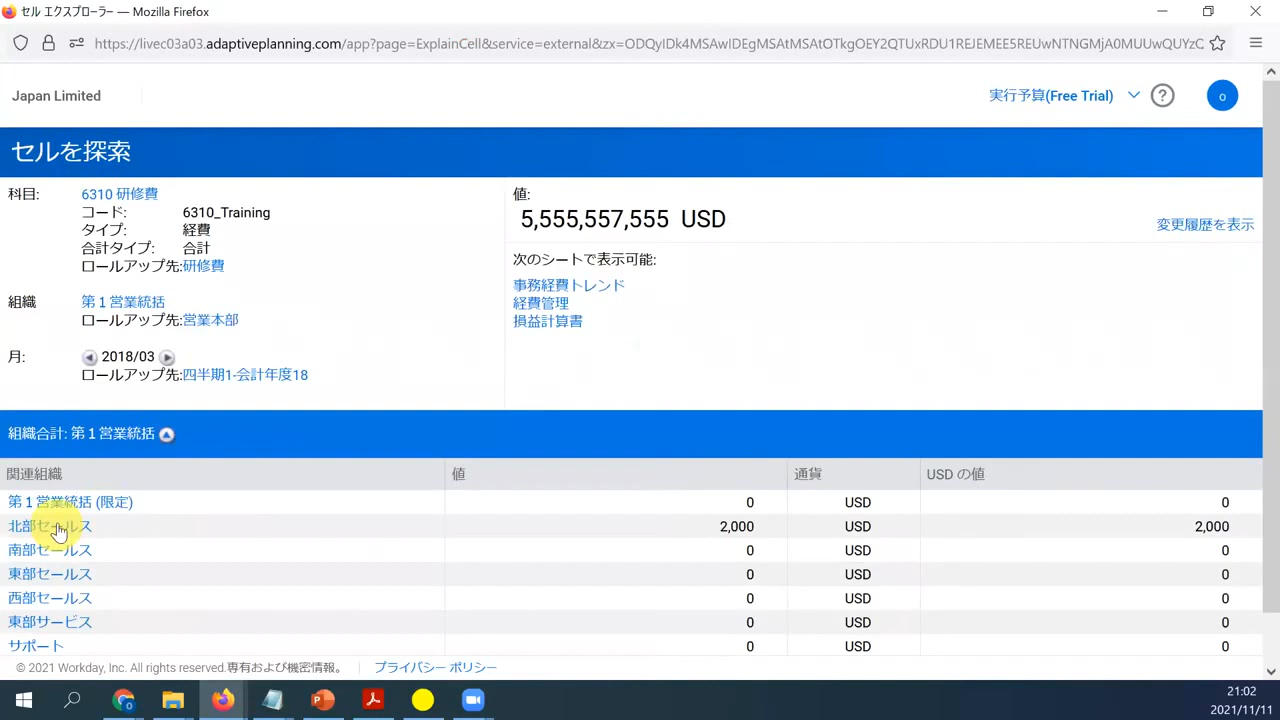 セル エクスプローラー — Mozilla Firefox
https://livec03a03.adaptiveplanning.com/app?page=ExplainCell&service=external&zx=ODQyIDk4MSAwIDEgMSAtMSAtOTkgOEY2QTUxRDU1REJEMEE5REUwNTNGMjA0MUUwQUYzC
Japan Limited
実行予算(Free Trial)
?
o
セルを探索
科目:
6310 研修費
コード: 6310_Training
タイプ: 経費
合計タイプ: 合計
ロールアップ先:研修費
組織
第１営業統括
ロールアップ先:営業本部
月:
2018/03
ロールアップ先:四半期1-会計年度18
値:
5,555,557,555 USD
変更履歴を表示
次のシートで表示可能:
事務経費トレンド
経費管理
損益計算書
組織合計: 第１営業統括
関連組織 値 通貨 USD の値
第１営業統括 (限定) 0 USD 0
北部セールス 2,000 USD 2,000
南部セールス 0 USD 0
東部セールス 0 USD 0
西部セールス 0 USD 0
東部サービス 0 USD 0
サポート 0 USD 0
© 2021 Workday, Inc. All rights reserved.専有および機密情報。 プライバシー ポリシー
21:02
2021/11/11